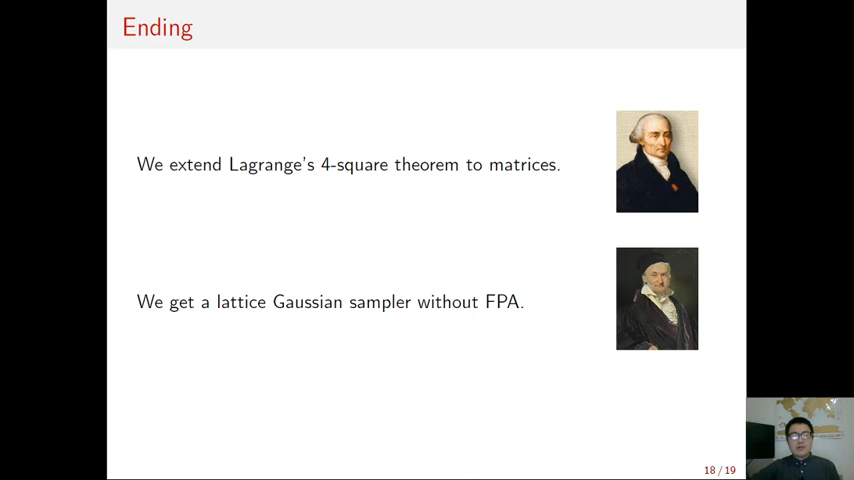 Ending
We extend Lagrange's 4-square theorem to matrices.
We get a lattice Gaussian sampler without FPA.
18 / 19